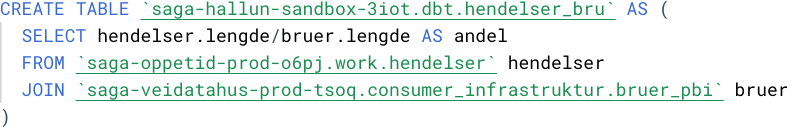 CREATE TABLE `saga-hallun-sandbox-3iot.dbt.hendelser_bru` AS (
SELECT hendelser.lengde/bruer.lengde AS andel
FROM `saga-oppetid-prod-o6pj.work.hendelser` hendelser
JOIN `saga-veidatahus-prod-tsoq.consumer_infrastruktur.bruer_pbi` bruer
)